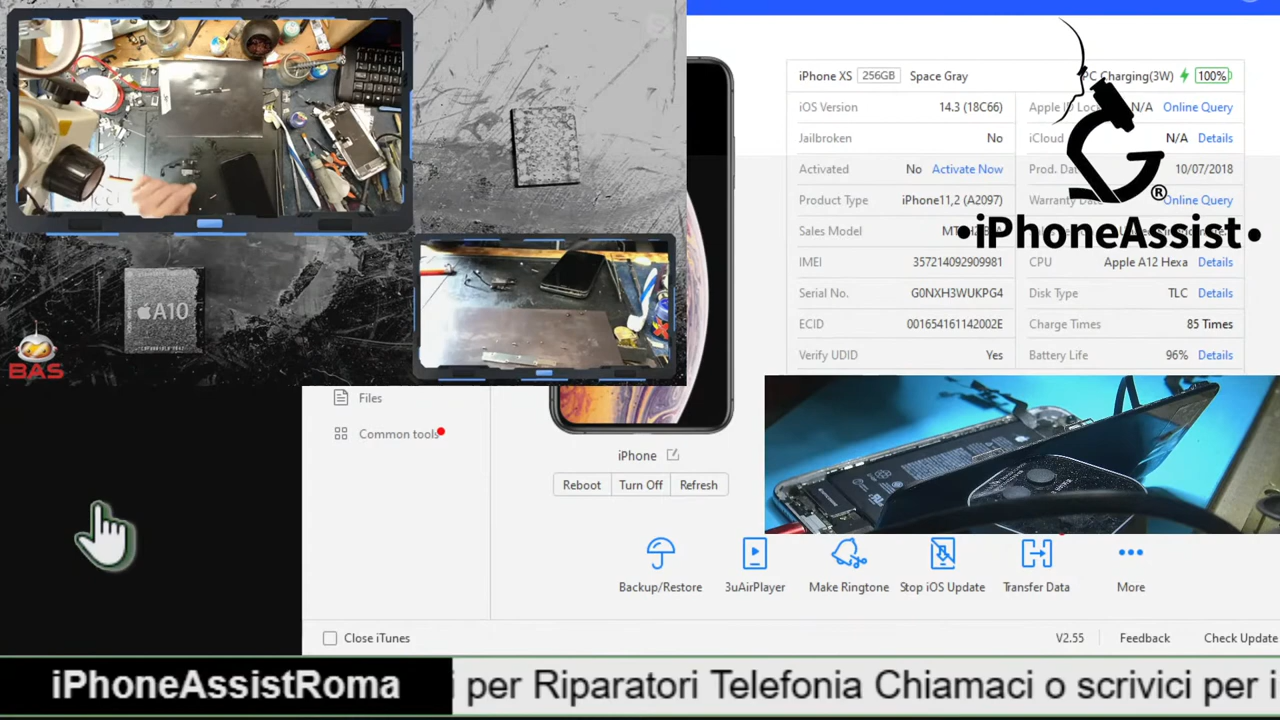 iPhone XS 256GB Space Gray PC Charging(3W) 100%
iOS Version 14.3 (18C66) Apple ID Lock N/A Online Query
Jailbroken No iCloud N/A Details
Activated No Activate Now Prod. Date 10/07/2018
Product Type iPhone11,2 (A2097) Warranty Date Online Query
•iPhoneAssist•
®
Sales Model
IMEI 357214092909981 CPU Apple A12 Hexa Details
Serial No. G0NXH3WUKPG4 Disk Type TLC Details
ECID 001654161142002E Charge Times 85 Times
Verify UDID Yes Battery Life 96% Details
A10
BAS
Files
Common tools
iPhone
Reboot Turn Off Refresh
Backup/Restore 3uAirPlayer Make Ringtone Stop iOS Update Transfer Data More
Close iTunes V2.55 Feedback Check Update
iPhoneAssistRoma i per Riparatori Telefonia Chiamaci o scrivici per i